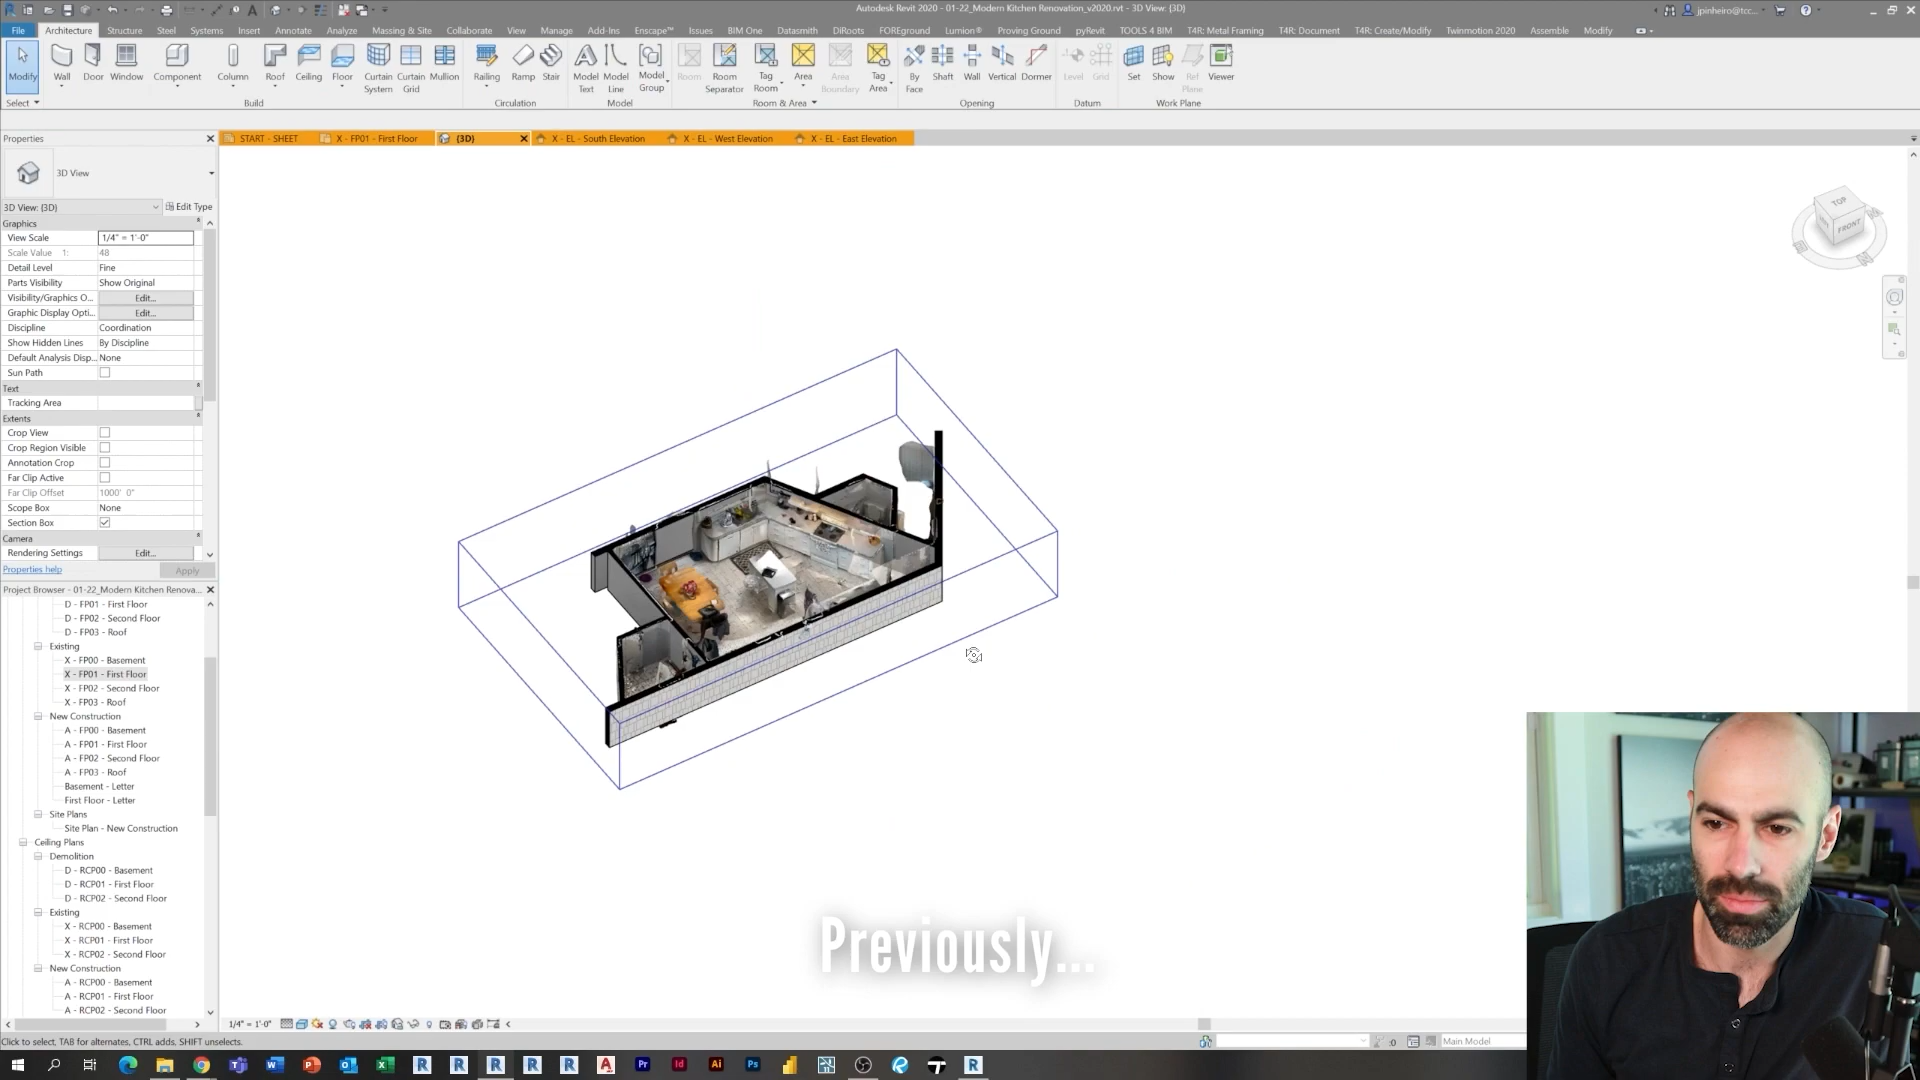 Autodesk Revit 2020 - 01-22_Modern Kitchen Renovation_v2020.rvt - 3D View: {3D}
jpinheiro@tcc...
File Architecture Structure Steel Systems Insert Annotate Analyze Massing & Site Collaborate View Manage Add-Ins Enscape™ Issues BIM One Datasmith DiRoots FOREground Lumion® Proving Ground pyRevit TOOLS 4 BIM T4R: Metal Framing T4R: Document T4R: Create/Modify Twinmotion 2020 Assemble Modify
Modify Wall Door Window Component Column Roof Ceiling Floor Curtain System Curtain Grid Mullion Railing Ramp Stair Model Text Model Line Model Group Room Room Separator Tag Room Area Area Boundary Tag Area By Face Shaft Wall Vertical Dormer Level Grid Set Show Ref Plane Viewer
Select Build Circulation Model Room & Area Opening Datum Work Plane
Properties
START - SHEET X - FP01 - First Floor {3D} X - EL - South Elevation X - EL - West Elevation X - EL - East Elevation
3D View
3D View: {3D} Edit Type
Graphics
View Scale 1/4" = 1'-0"
Scale Value 1: 48
Detail Level Fine
Parts Visibility Show Original
Visibility/Graphics O... Edit...
Graphic Display Opti... Edit...
Discipline Coordination
Show Hidden Lines By Discipline
Default Analysis Disp... None
Sun Path
Text
Tracking Area
Extents
Crop View
Crop Region Visible
Annotation Crop
Far Clip Active
Far Clip Offset 1000' 0"
Scope Box None
Section Box
Camera
Rendering Settings Edit...
Properties help Apply
Project Browser - 01-22_Modern Kitchen Renova...
D - FP01 - First Floor
D - FP02 - Second Floor
D - FP03 - Roof
Existing
X - FP00 - Basement
X - FP01 - First Floor
X - FP02 - Second Floor
X - FP03 - Roof
New Construction
A - FP00 - Basement
A - FP01 - First Floor
A - FP02 - Second Floor
A - FP03 - Roof
Basement - Letter
First Floor - Letter
Site Plans
Site Plan - New Construction
Ceiling Plans
Demolition
D - RCP00 - Basement
D - RCP01 - First Floor
D - RCP02 - Second Floor
Existing
X - RCP00 - Basement
X - RCP01 - First Floor
X - RCP02 - Second Floor
New Construction
A - RCP00 - Basement
A - RCP01 - First Floor
A - RCP02 - Second Floor
TOP
FRONT
Previously...
1/4" = 1'-0"
Click to select, TAB for alternates, CTRL adds, SHIFT unselects.
:0 Main Model